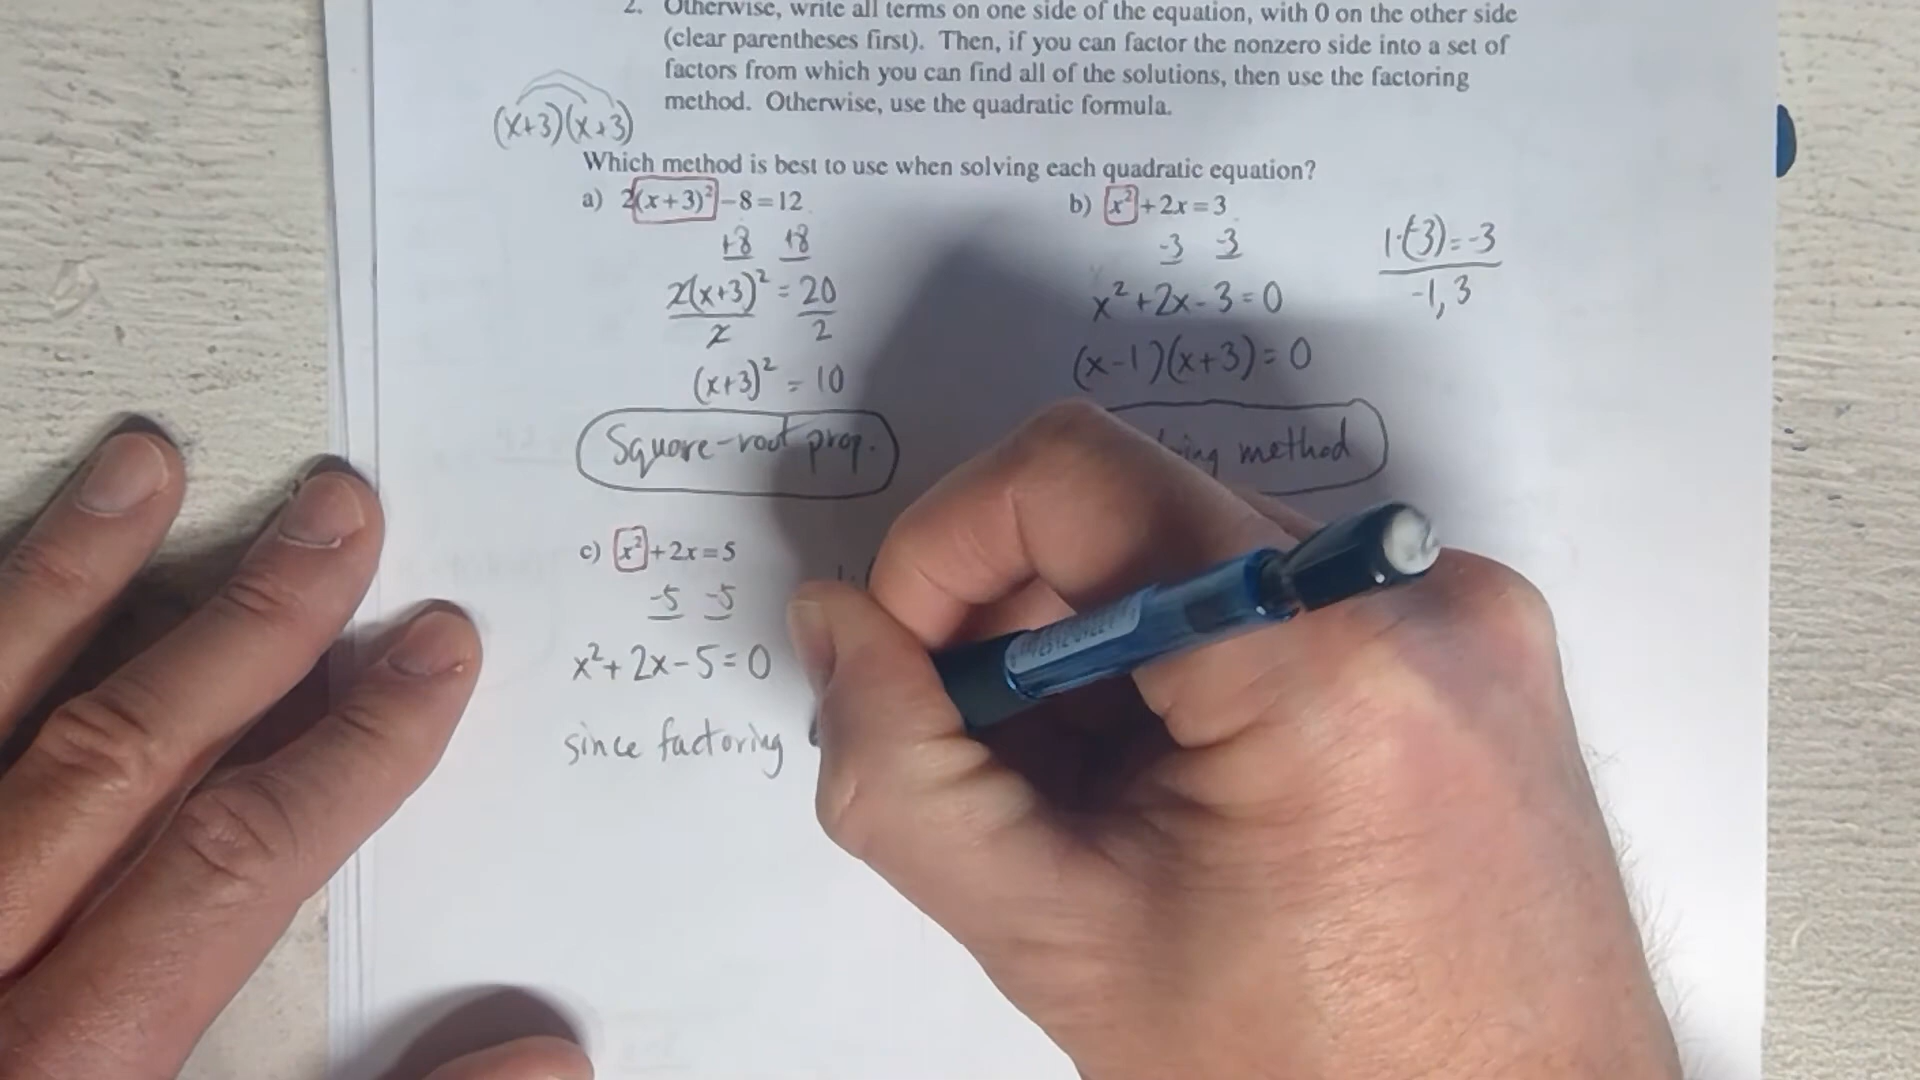 2. Otherwise, write all terms on one side of the equation, with 0 on the other side
(clear parentheses first). Then, if you can factor the nonzero side into a set of
factors from which you can find all of the solutions, then use the factoring
method. Otherwise, use the quadratic formula.
(x+3)(x+3)
Which method is best to use when solving each quadratic equation?
a) 2(x+3)²-8=12
+8 +8
2(x+3)² = 20
2 2
(x+3)² = 10
Square-root prop.
b) x²+2x=3
-3 -3
x²+2x-3=0
(x-1)(x+3)=0
method
1·(-3)=-3
-1, 3
c) x²+2x=5
-5 -5
x²+2x-5=0
since factoring